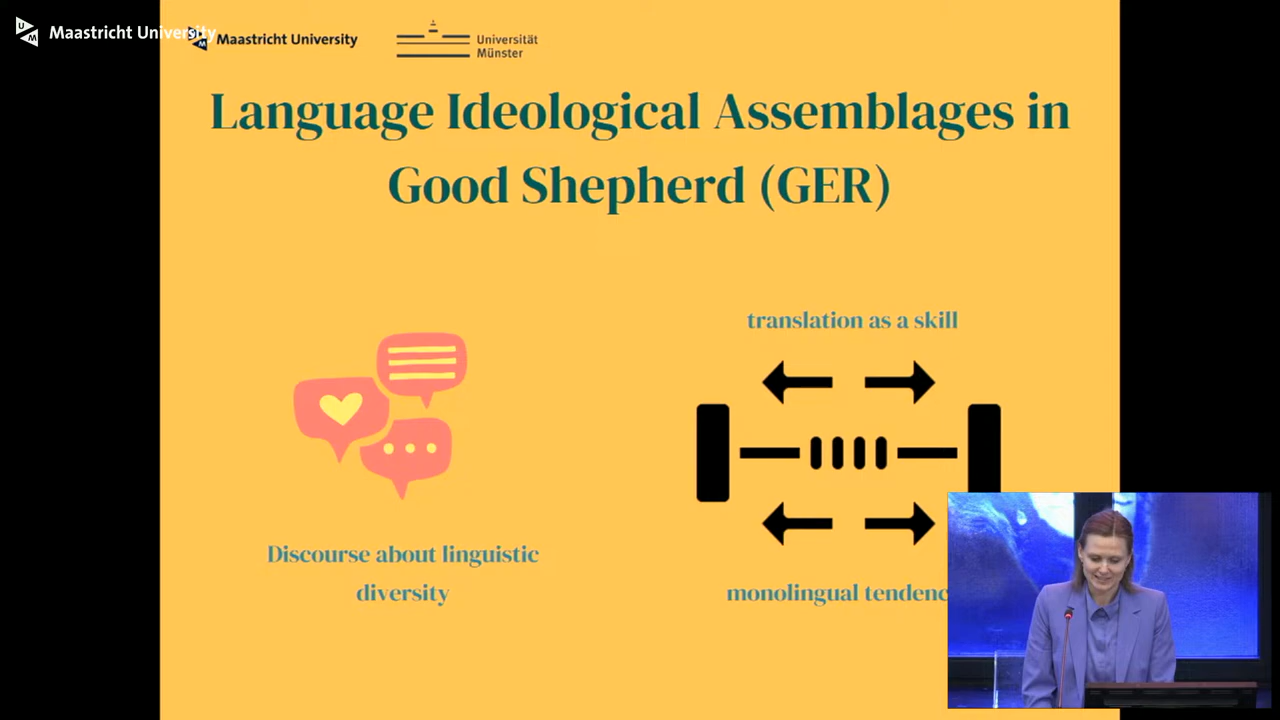 Maastricht University
Maastricht University
Universität
Münster
Language Ideological Assemblages in
Good Shepherd (GER)
translation as a skill
Discourse about linguistic
diversity
monolingual